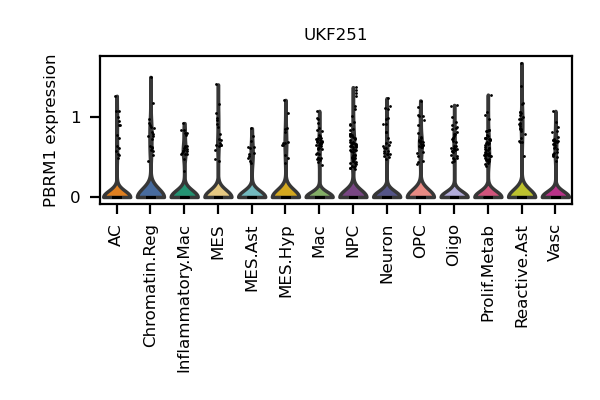 UKF251
PBRM1 expression
1
0
AC
Chromatin.Reg
Inflammatory.Mac
MES
MES.Ast
MES.Hyp
Mac
NPC
Neuron
OPC
Oligo
Prolif.Metab
Reactive.Ast
Vasc